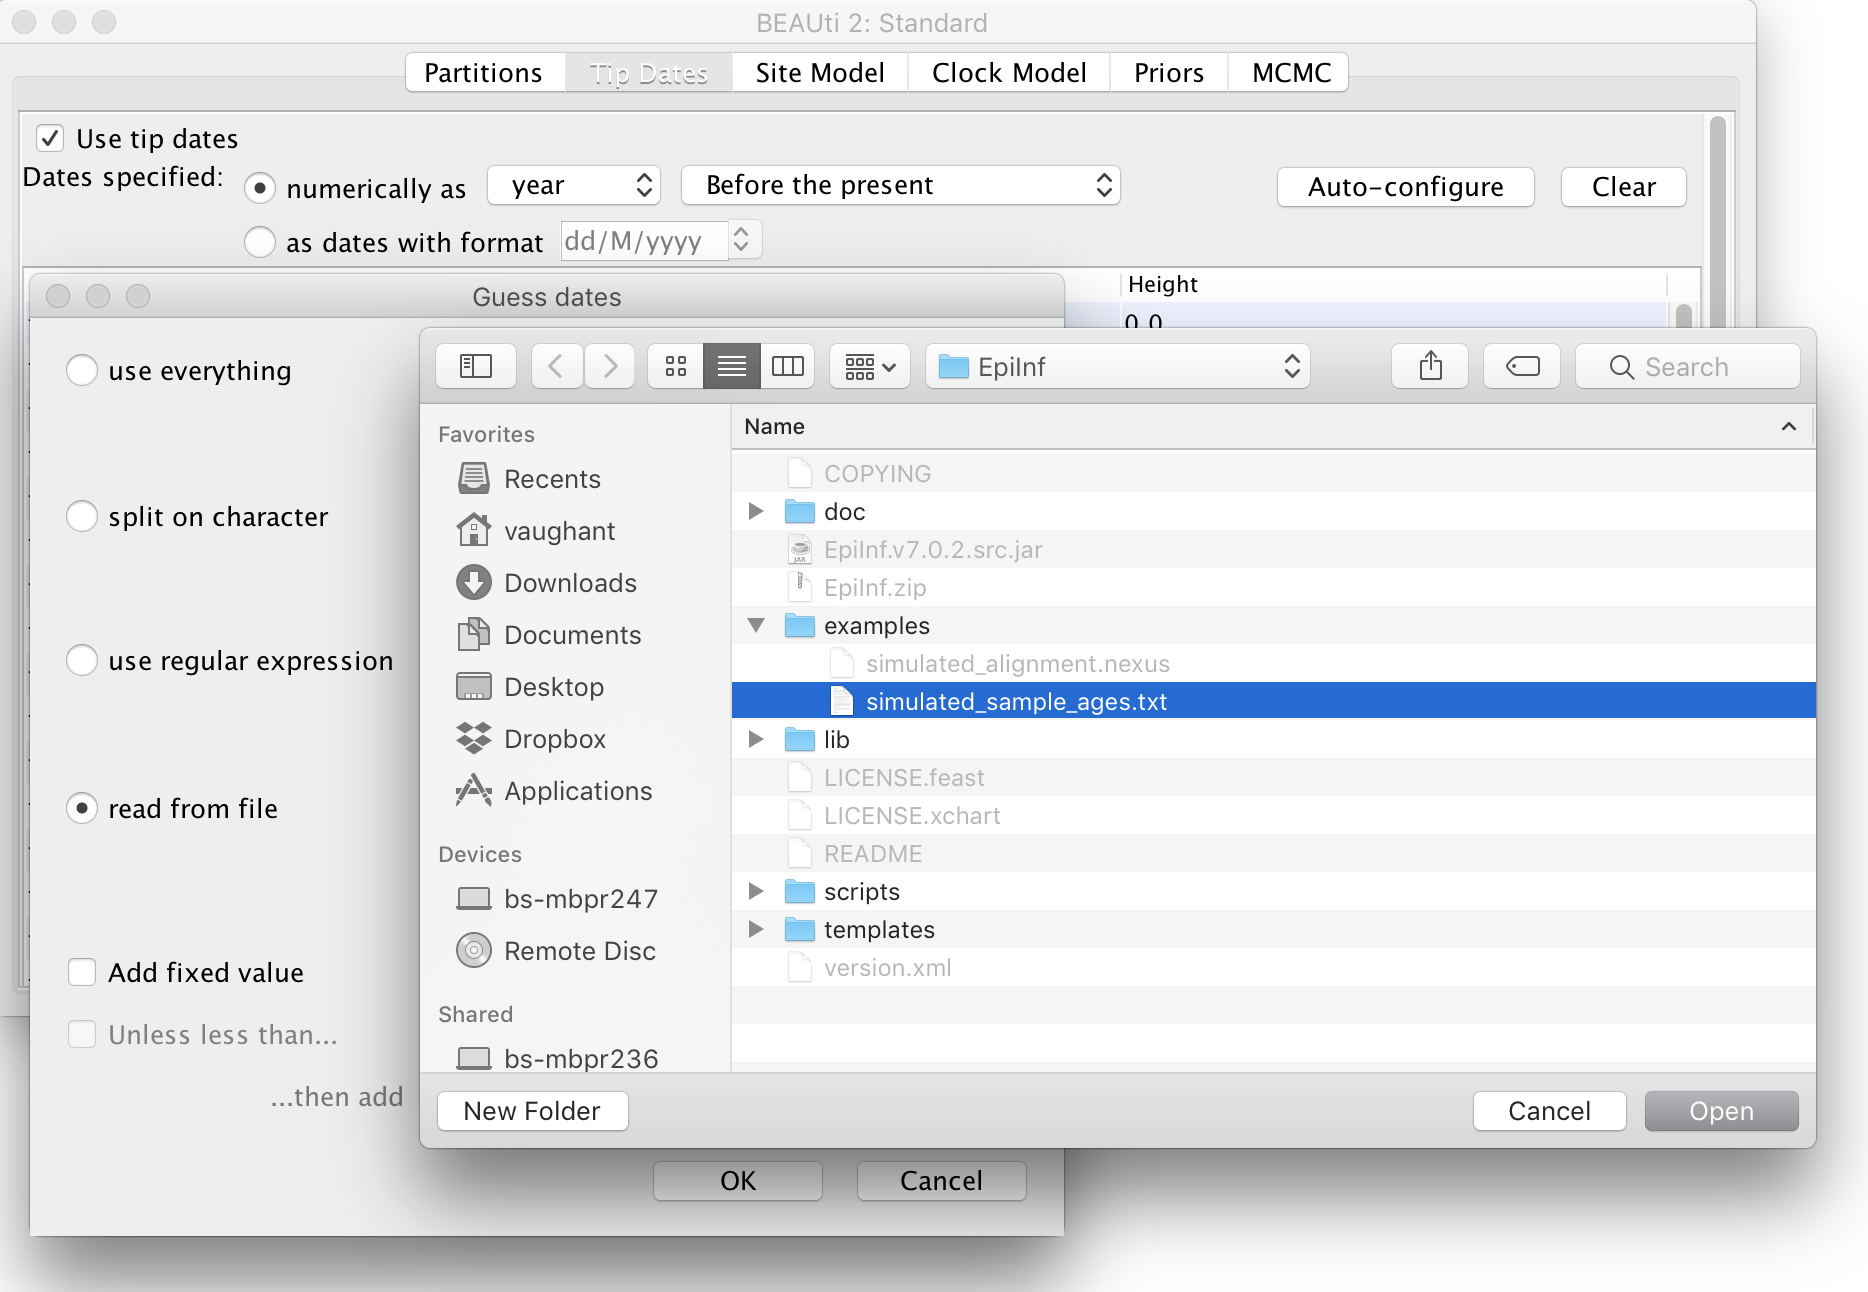 BEAUti 2: Standard
Partitions Tip Dates Site Model Clock Model Priors MCMC
Use tip dates
Dates specified: numerically as year Before the present Auto-configure Clear
as dates with format dd/M/yyyy
Height
0.0
Guess dates
use everything
split on character
use regular expression
read from file
Add fixed value
Unless less than...
...then add
OK Cancel
EpiInf Search
Favorites
Recents
vaughant
Downloads
Documents
Desktop
Dropbox
Applications
Devices
bs-mbpr247
Remote Disc
Shared
bs-mbpr236
Name
COPYING
doc
EpiInf.v7.0.2.src.jar
EpiInf.zip
examples
simulated_alignment.nexus
simulated_sample_ages.txt
lib
LICENSE.feast
LICENSE.xchart
README
scripts
templates
version.xml
New Folder Cancel Open